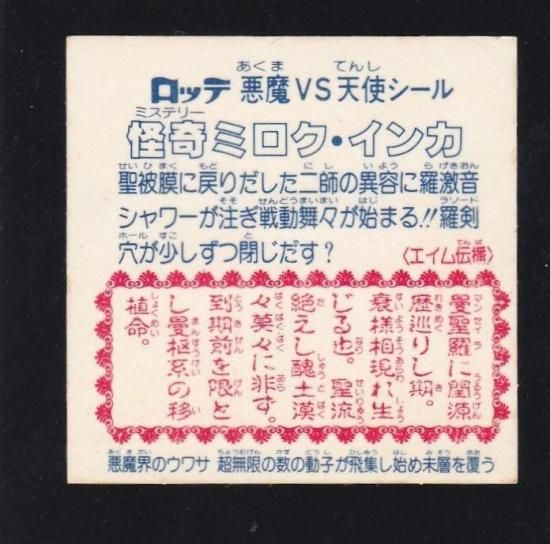 ロッテ 悪魔VS天使シール
怪奇ミロク・インカ
聖被膜に戻りだした二師の異容に羅激音
シャワーが注ぎ戦動舞々が始まる!!羅剣
穴が少しずつ閉じだす?
〈エイム伝播〉
曼聖羅に潤源
歴巡りし期。
衰様相現れ生
じる也。聖流
絶えし醜土漠
々莫々に非ず。
到期前を限と
し曼枢系の移
植命。
悪魔界のウワサ 超無限の数の動子が飛集し始め未層を覆う